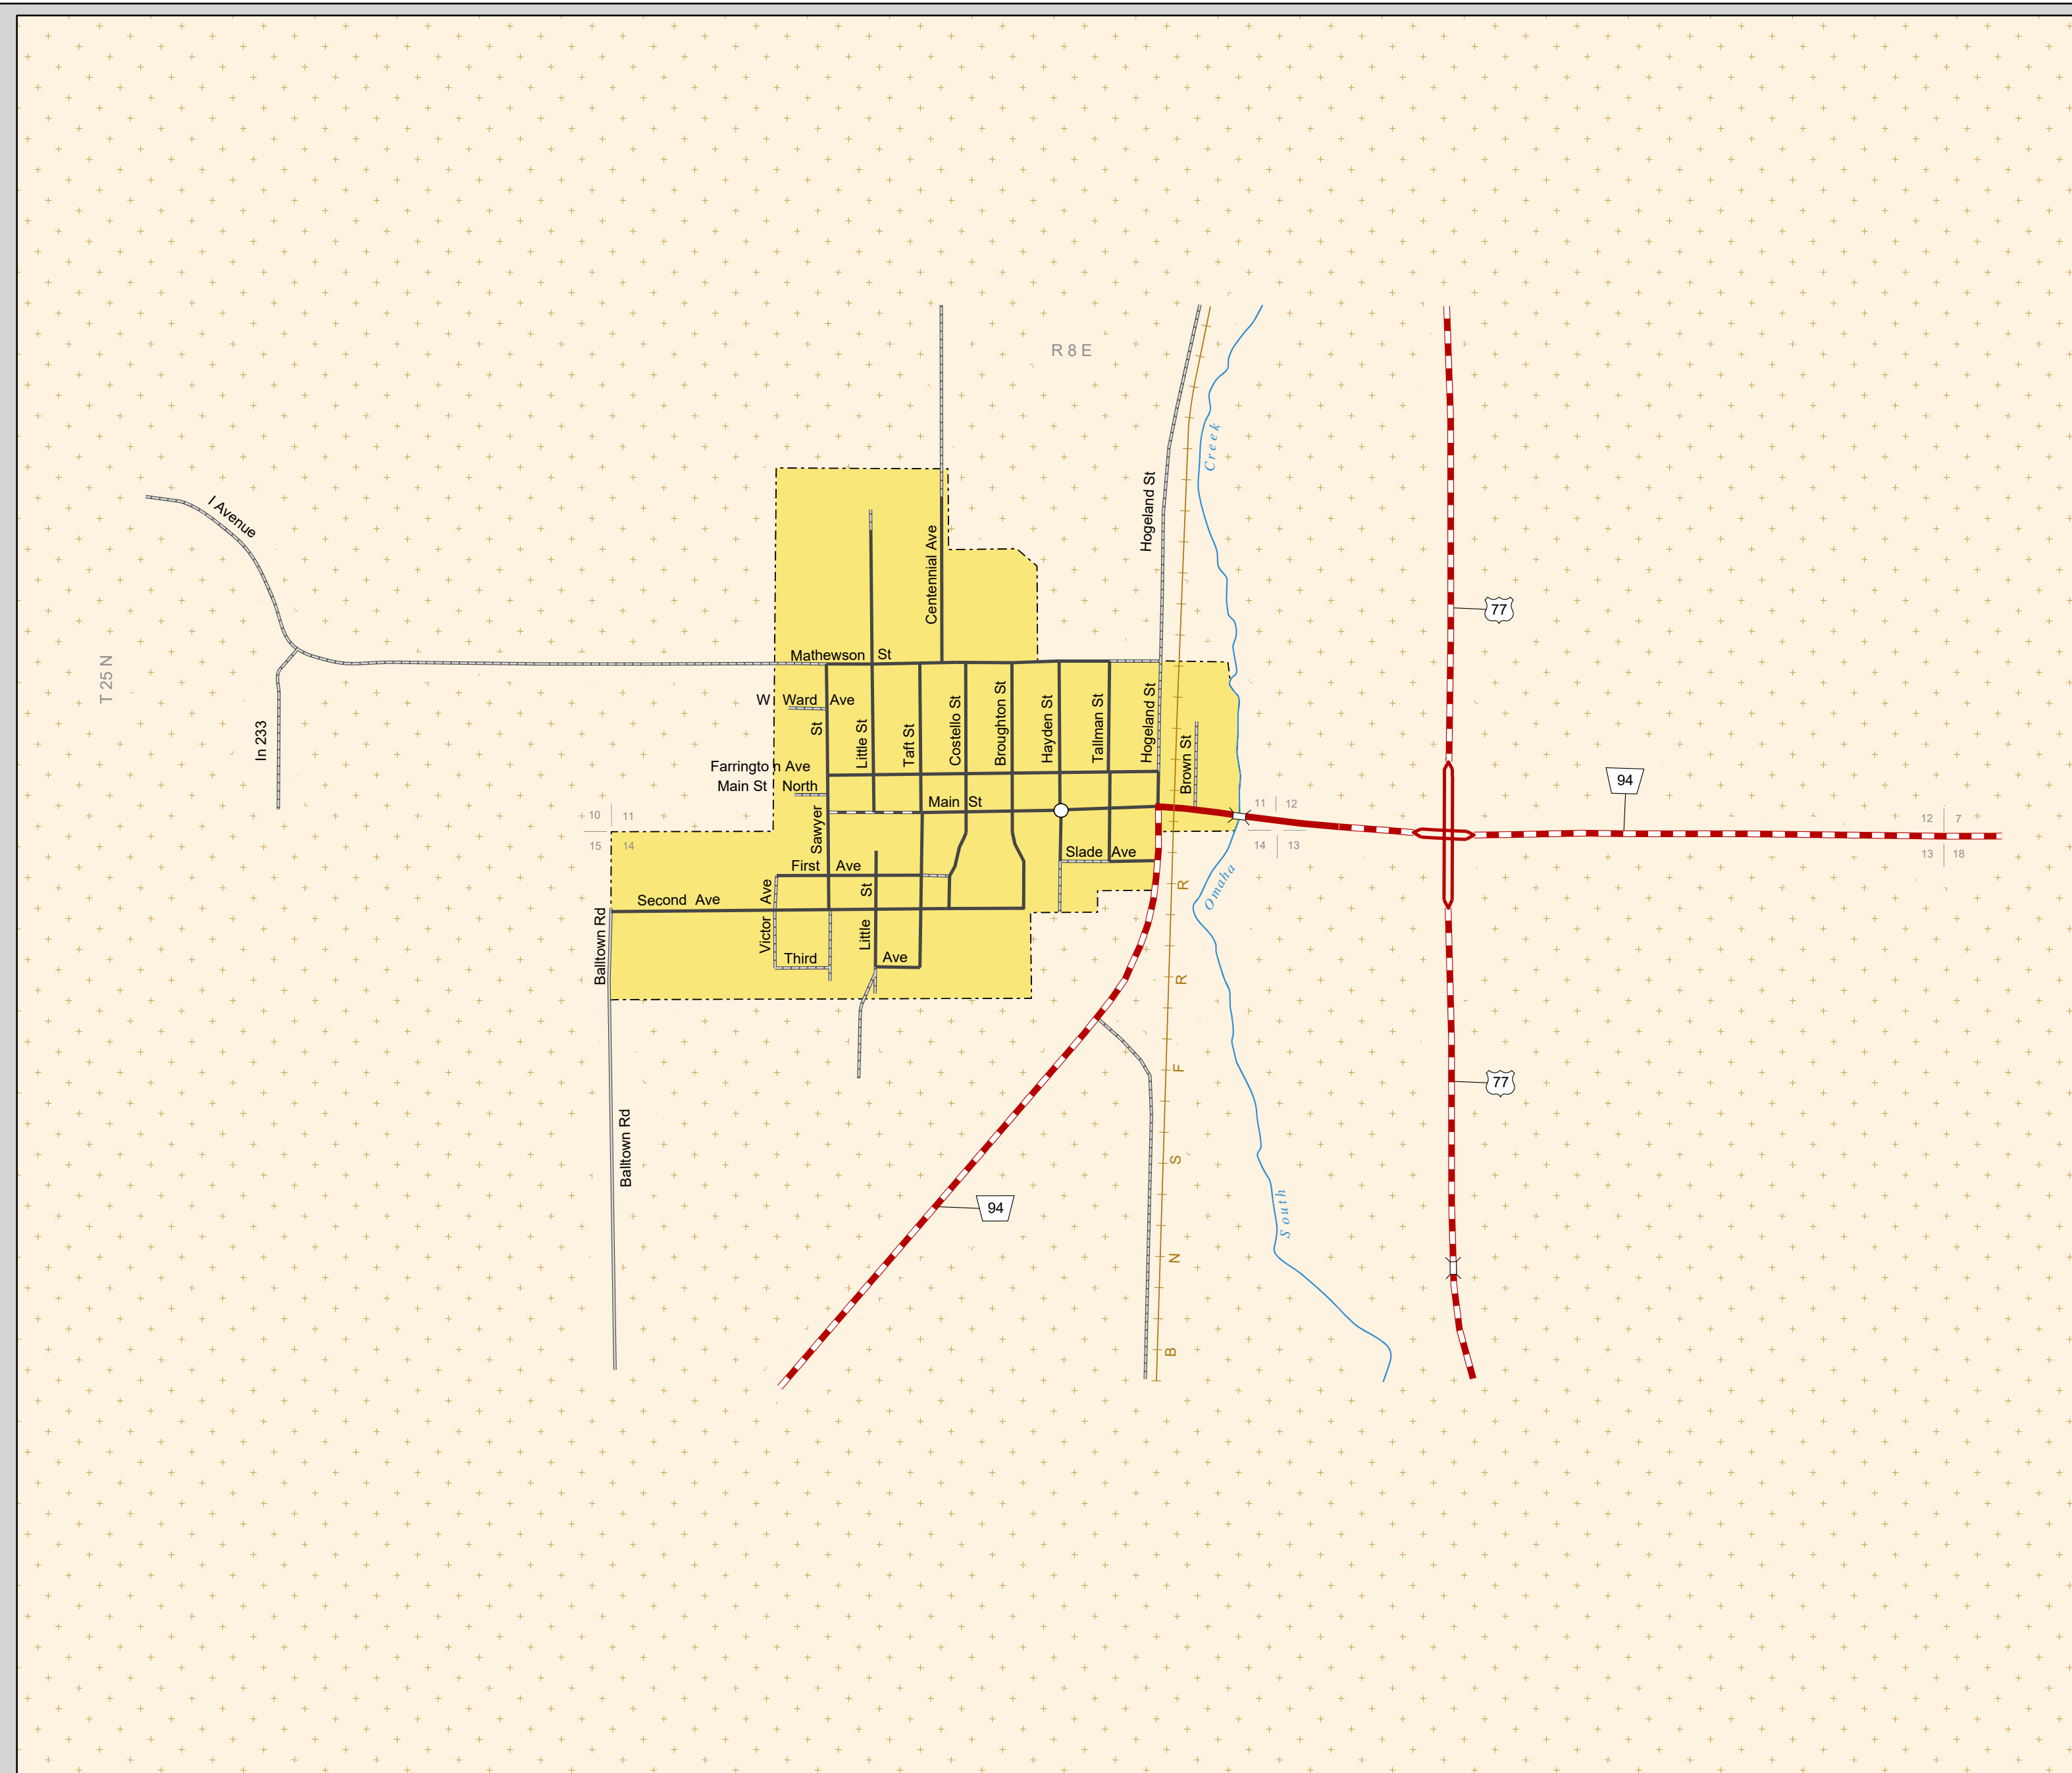 R 8 E
Creek
Hogeland St
I Avenue
Centennial Ave
77
Mathewson St
T 25 N
W Ward Ave
St
Little St
Taft St
Costello St
Broughton St
Hayden St
Tallman St
Hogeland St
Brown St
In 233
Farrington Ave
Main St North
94
Main St
10 11
15 14
11 12
14 13
12 7
13 18
Sawyer
Slade Ave
First Ave
Omaha
Second Ave
Victor Ave
Little St
Balltown Rd
Third Ave
77
Balltown Rd
94
South
B N S F R R